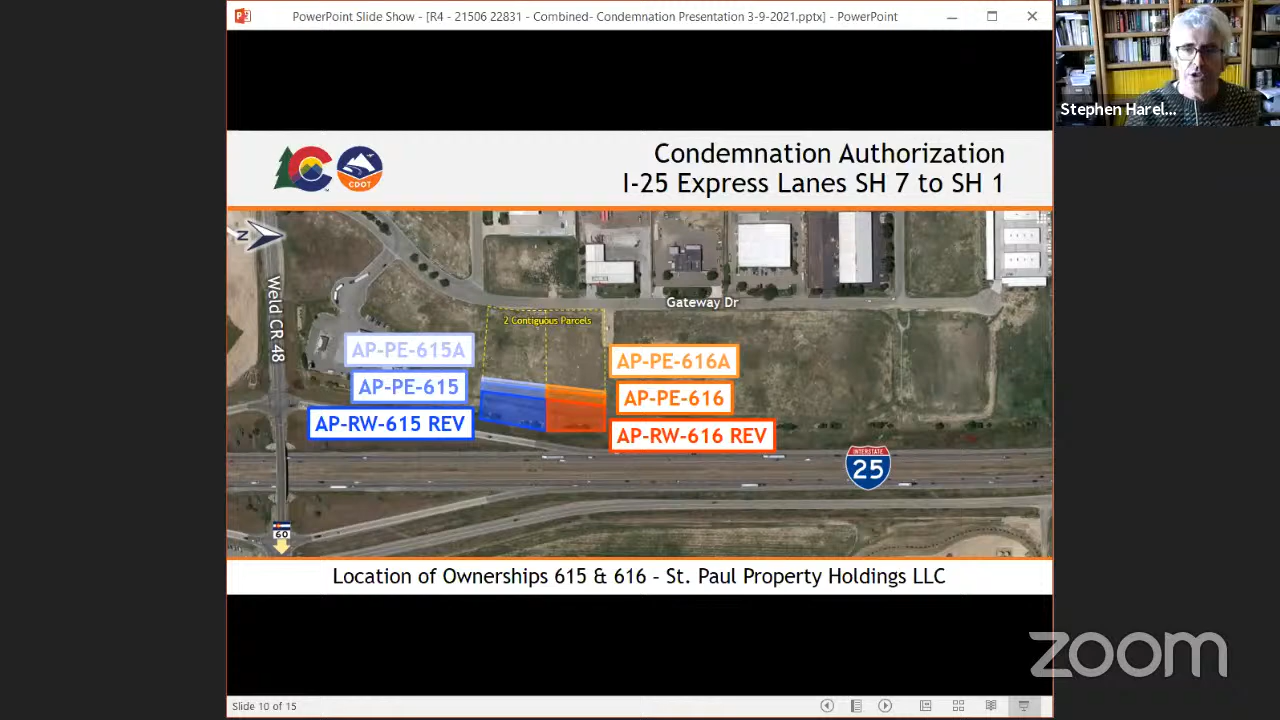 PowerPoint Slide Show - [R4 - 21506 22831 - Combined- Condemnation Presentation 3-9-2021.pptx] - PowerPoint
Stephen Harel...
CDOT
Condemnation Authorization
I-25 Express Lanes SH 7 to SH 1
N
Weld CR 48
Gateway Dr
2 Contiguous Parcels
AP-PE-615A
AP-PE-615
AP-RW-615 REV
AP-PE-616A
AP-PE-616
AP-RW-616 REV
INTERSTATE
25
60
Location of Ownerships 615 & 616 - St. Paul Property Holdings LLC
zoom
Slide 10 of 15